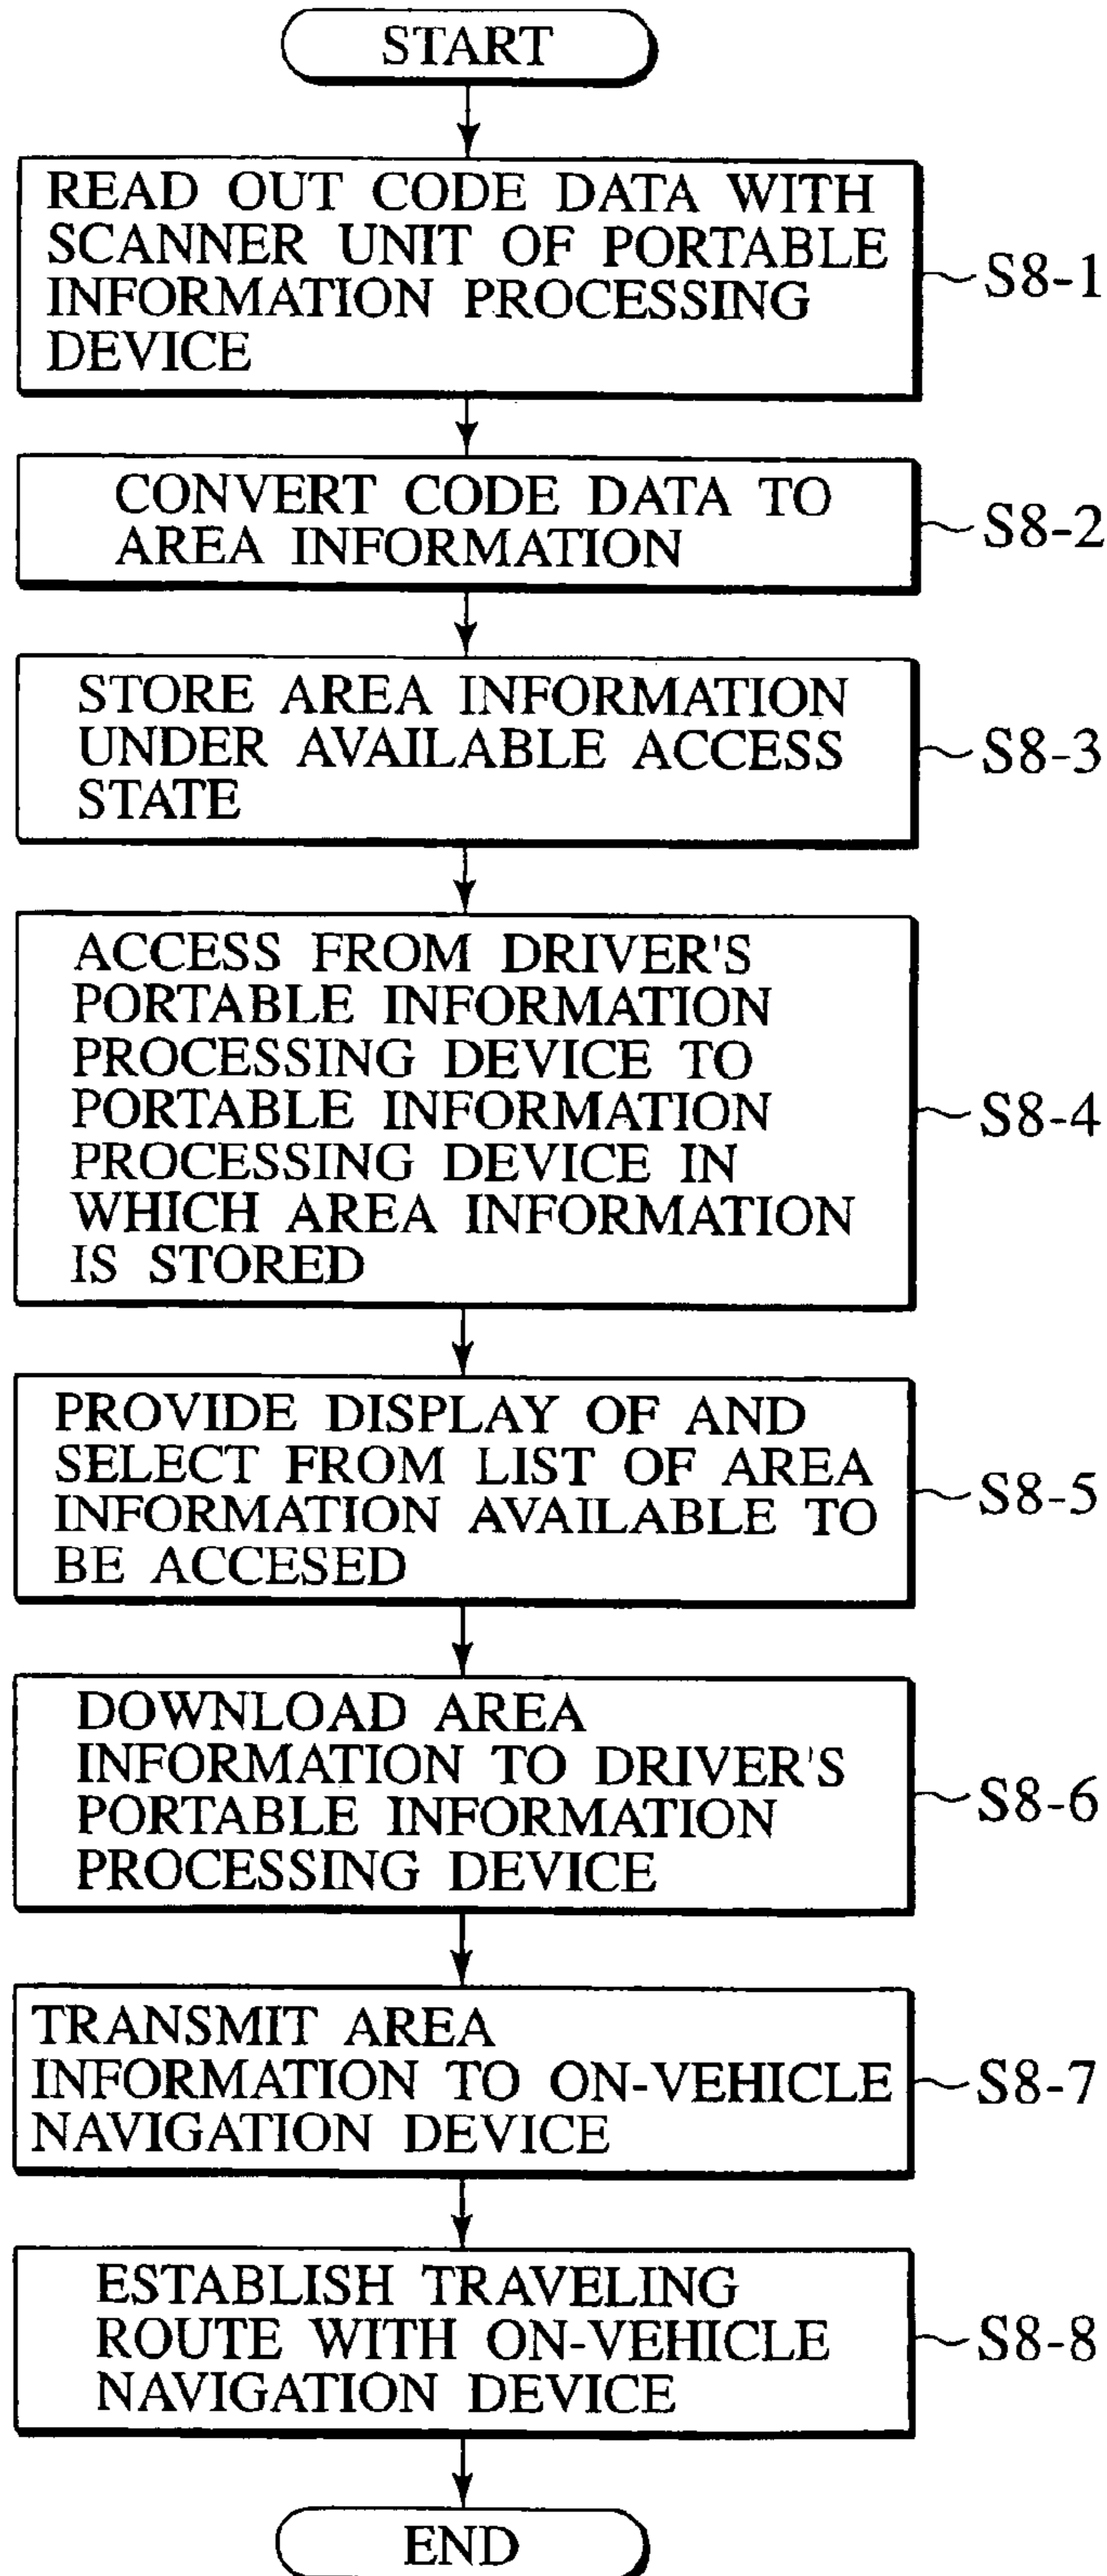 START
READ OUT CODE DATA WITH
SCANNER UNIT OF PORTABLE
INFORMATION PROCESSING
DEVICE
S8-1
CONVERT CODE DATA TO
AREA INFORMATION
S8-2
STORE AREA INFORMATION
UNDER AVAILABLE ACCESS
STATE
S8-3
ACCESS FROM DRIVER'S
PORTABLE INFORMATION
PROCESSING DEVICE TO
PORTABLE INFORMATION
PROCESSING DEVICE IN
WHICH AREA INFORMATION
IS STORED
S8-4
PROVIDE DISPLAY OF AND
SELECT FROM LIST OF AREA
INFORMATION AVAILABLE TO
BE ACCESED
S8-5
DOWNLOAD AREA
INFORMATION TO DRIVER'S
PORTABLE INFORMATION
PROCESSING DEVICE
S8-6
TRANSMIT AREA
INFORMATION TO ON-VEHICLE
NAVIGATION DEVICE
S8-7
ESTABLISH TRAVELING
ROUTE WITH ON-VEHICLE
NAVIGATION DEVICE
S8-8
END